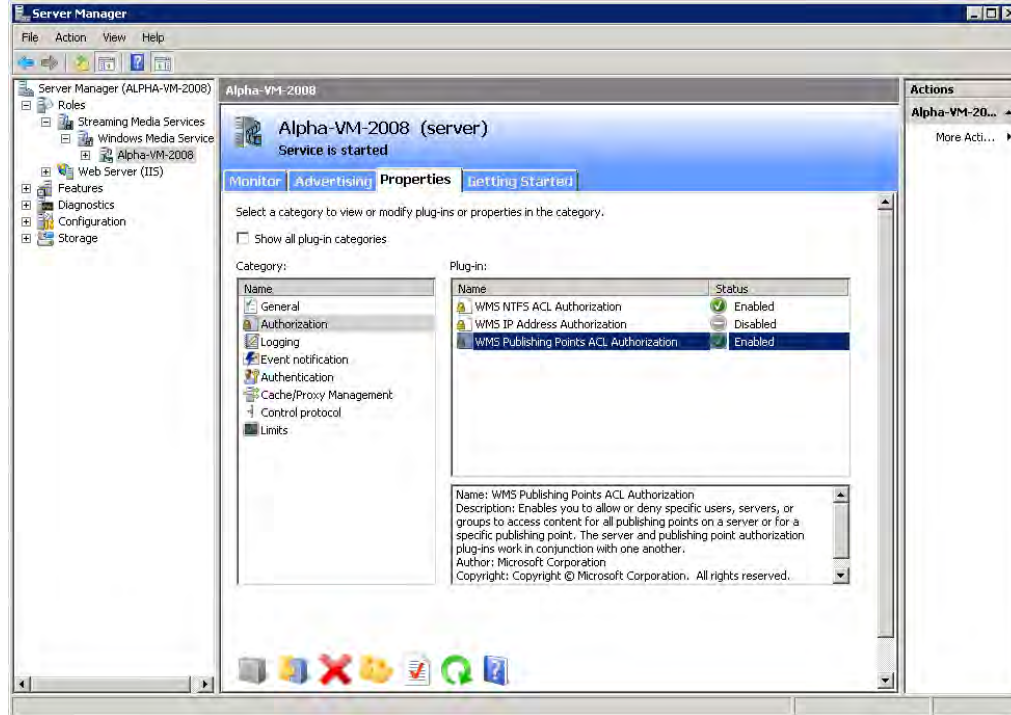 Server Manager
File Action View Help
Server Manager (ALPHA-VM-2008)
Roles
Streaming Media Services
Windows Media Service
Alpha-VM-2008
Web Server (IIS)
Features
Diagnostics
Configuration
Storage
Alpha-VM-2008
Alpha-VM-2008 (server)
Service is started
Monitor Advertising Properties Getting Started
Select a category to view or modify plug-ins or properties in the category.
Show all plug-in categories
Category:
Name
General
Authorization
Logging
Event notification
Authentication
Cache/Proxy Management
Control protocol
Limits
Plug-in:
Name Status
WMS NTFS ACL Authorization Enabled
WMS IP Address Authorization Disabled
WMS Publishing Points ACL Authorization Enabled
Name: WMS Publishing Points ACL Authorization
Description: Enables you to allow or deny specific users, servers, or
groups to access content for all publishing points on a server or for a
specific publishing point. The server and publishing point authorization
plug-ins work in conjunction with one another.
Author: Microsoft Corporation
Copyright: Copyright © Microsoft Corporation. All rights reserved.
Actions
Alpha-VM-20...
More Acti...